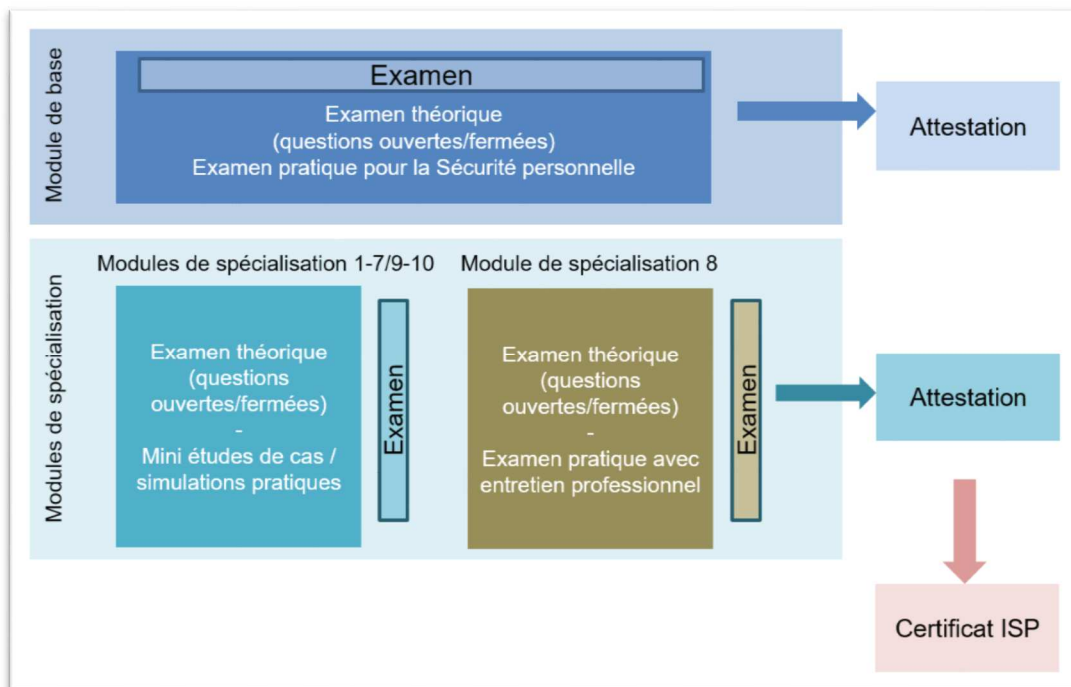 Module de base
Examen
Examen théorique
(questions ouvertes/fermées)
Examen pratique pour la Sécurité personnelle
Attestation
Modules de spécialisation
Modules de spécialisation 1-7/9-10
Examen théorique
(questions
ouvertes/fermées)
-
Mini études de cas /
simulations pratiques
Examen
Module de spécialisation 8
Examen théorique
(questions
ouvertes/fermées)
-
Examen pratique avec
entretien professionnel
Examen
Attestation
Certificat ISP